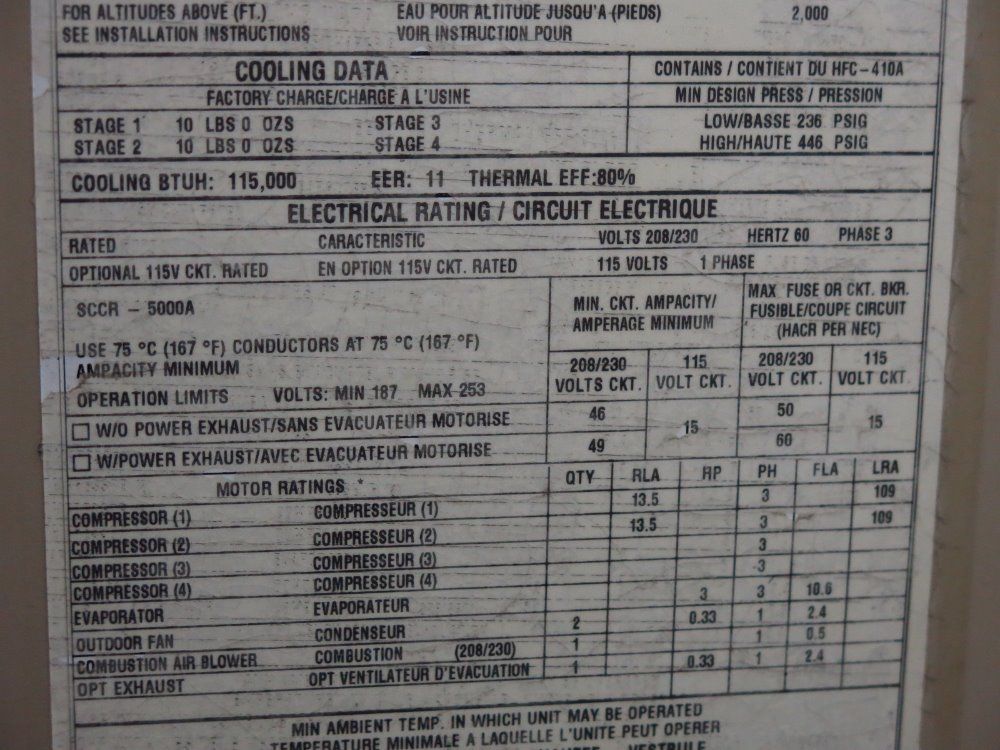 FOR ALTITUDES ABOVE (FT.) EAU POUR ALTITUDE JUSQU'A (PIEDS) 2,000
SEE INSTALLATION INSTRUCTIONS VOIR INSTRUCTION POUR
COOLING DATA CONTAINS / CONTIENT DU HFC-410A
FACTORY CHARGE/CHARGE A L'USINE MIN DESIGN PRESS / PRESSION
STAGE 1 10 LBS 0 OZS STAGE 3 LOW/BASSE 236 PSIG
STAGE 2 10 LBS 0 OZS STAGE 4 HIGH/HAUTE 446 PSIG
COOLING BTUH: 115,000 EER: 11 THERMAL EFF:80%
ELECTRICAL RATING / CIRCUIT ELECTRIQUE
RATED CARACTERISTIC VOLTS 208/230 HERTZ 60 PHASE 3
OPTIONAL 115V CKT. RATED EN OPTION 115V CKT. RATED 115 VOLTS 1 PHASE
SCCR - 5000A
USE 75 °C (167 °F) CONDUCTORS AT 75 °C (167 °F)
AMPACITY MINIMUM
OPERATION LIMITS VOLTS: MIN 187 MAX 253
MIN. CKT. AMPACITY/
AMPERAGE MINIMUM
MAX FUSE OR CKT. BKR.
FUSIBLE/COUPE CIRCUIT
(HACR PER NEC)
208/230 115 208/230 115
VOLTS CKT. VOLT CKT. VOLT CKT. VOLT CKT.
W/O POWER EXHAUST/SANS EVACUATEUR MOTORISE 46 15 50 15
W/POWER EXHAUST/AVEC EVACUATEUR MOTORISE 49 60
MOTOR RATINGS QTY RLA HP PH FLA LRA
COMPRESSOR (1) COMPRESSEUR (1) 13.5 3 109
COMPRESSOR (2) COMPRESSEUR (2) 13.5 3 109
COMPRESSOR (3) COMPRESSEUR (3) 3
COMPRESSOR (4) COMPRESSEUR (4) 3
EVAPORATOR EVAPORATEUR 3 3 10.6
OUTDOOR FAN CONDENSEUR 2 0.33 1 2.4
COMBUSTION AIR BLOWER COMBUSTION (208/230) 1 1 0.5
OPT EXHAUST OPT VENTILATEUR D'EVACUATION 1 0.33 1 2.4
MIN AMBIENT TEMP. IN WHICH UNIT MAY BE OPERATED
TEMPERATURE MINIMALE A LAQUELLE L'UNITE PEUT OPERER